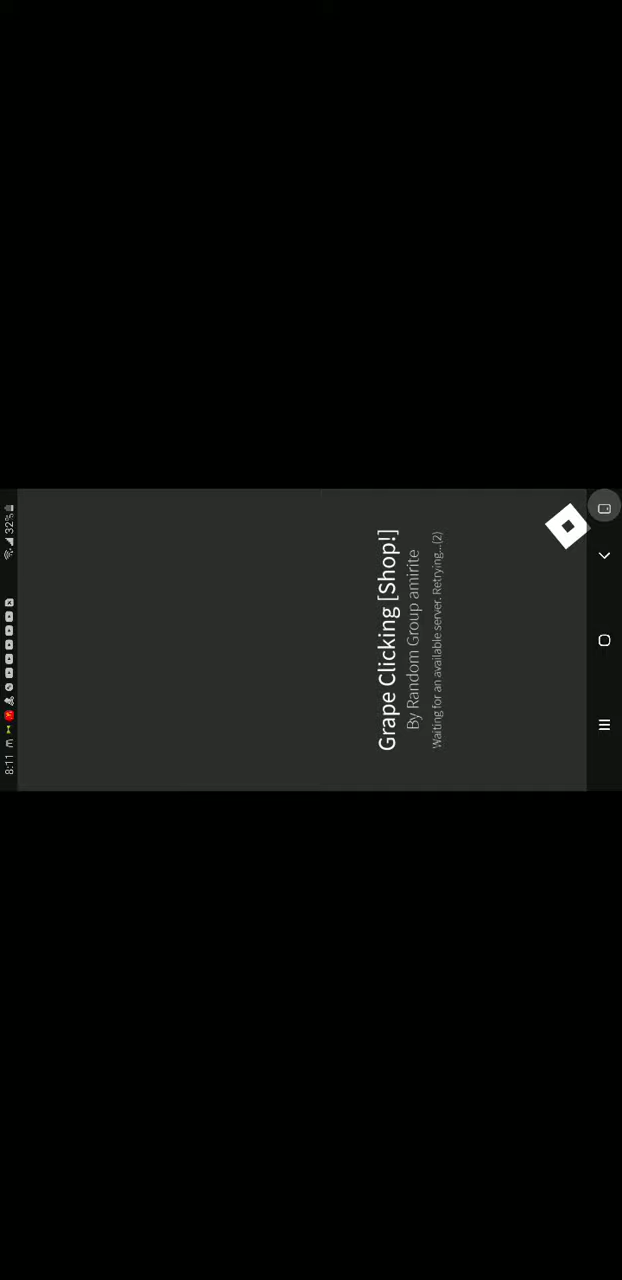 8:11
32%
Grape Clicking [Shop!]
By Random Group amirite
Waiting for an available server. Retrying...(2)